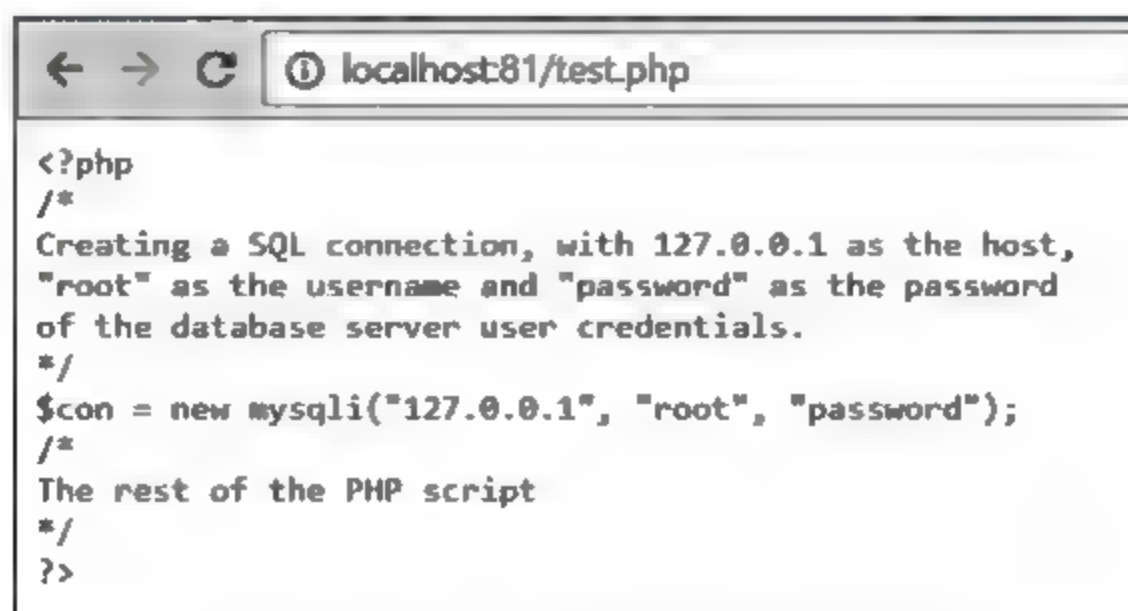 localhost:81/test.php
<?php
/*
Creating a SQL connection, with 127.0.0.1 as the host,
"root" as the username and "password" as the password
of the database server user credentials.
*/
$con = new mysqli("127.0.0.1", "root", "password");
/*
The rest of the PHP script
*/
?>